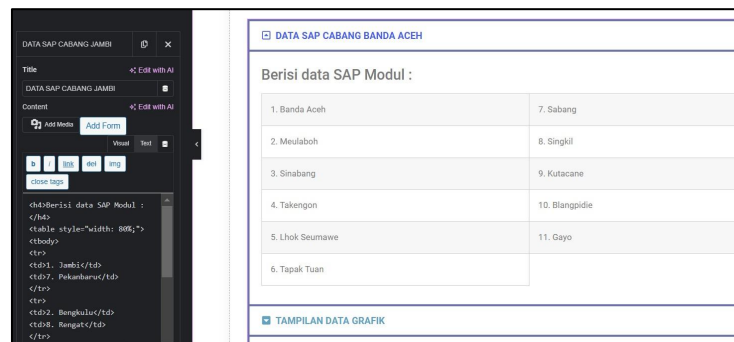 DATA SAP CABANG JAMBI
Title
Edit with AI
DATA SAP CABANG JAMBI
Content
Edit with AI
Add Media
Add Form
Visual Text
b i link del img
close tags
<h4>Berisi data SAP Modul :
</h4>
<table style="width: 80%;">
<tbody>
<tr>
<td>1. Jambi</td>
<td>7. Pekanbaru</td>
</tr>
<tr>
<td>2. Bengkulu</td>
<td>8. Rengat</td>
</tr>
DATA SAP CABANG BANDA ACEH
Berisi data SAP Modul :
1. Banda Aceh 7. Sabang
2. Meulaboh 8. Singkil
3. Sinabang 9. Kutacane
4. Takengon 10. Blangpidie
5. Lhok Seumawe 11. Gayo
6. Tapak Tuan
TAMPILAN DATA GRAFIK